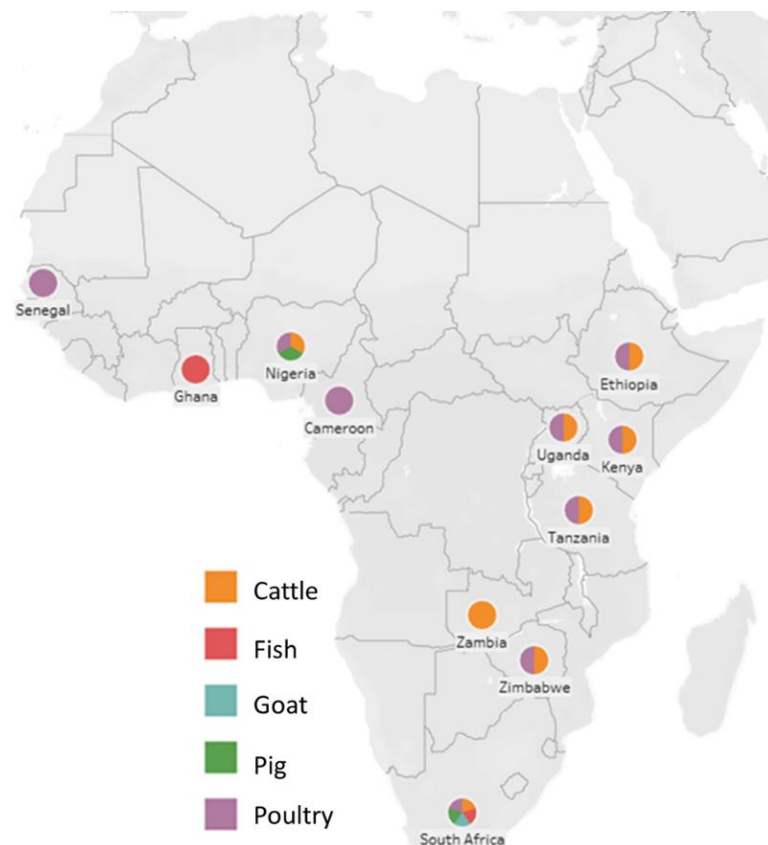 Senegal
Ghana
Nigeria
Cameroon
Ethiopia
Uganda
Kenya
Tanzania
Zambia
Zimbabwe
South Africa
Cattle
Fish
Goat
Pig
Poultry